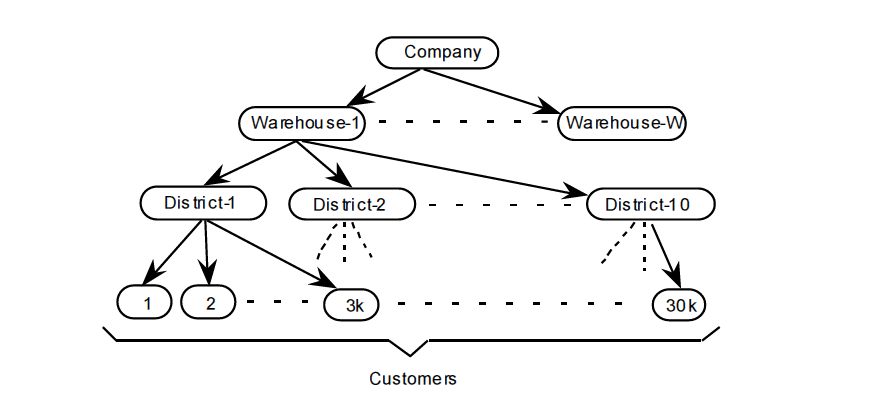 Company
Warehouse-1
Warehouse-W
District-1
District-2
District-10
1
2
3k
30k
Customers